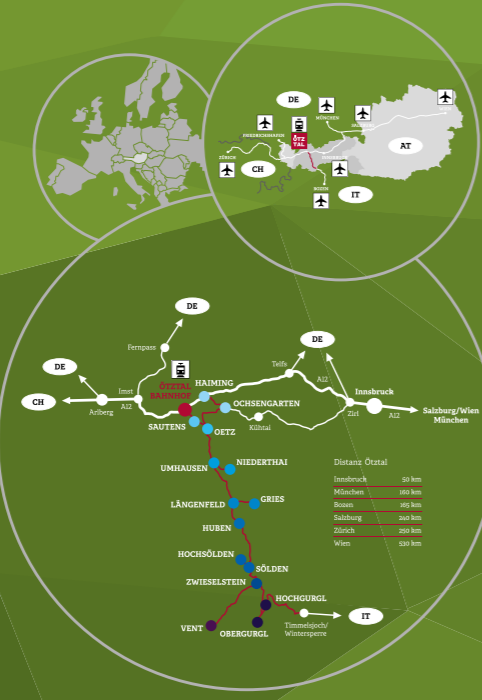 DE
MÜNCHEN
SALZBURG
FRIEDRICHSHAFEN
ÖTZ
TAL
AT
ZÜRICH
CH
BOZEN
IT
DE
Fernpass
DE
DE
Telfs
ÖTZTAL
BAHNHOF
HAIMING
A12
Innsbruck
CH
Imst
A12
Arlberg
OCHSENGARTEN
Zirl
A12
Salzburg/Wien
München
SAUTENS
OETZ
Kühtai
UMHAUSEN
NIEDERTHAI
Distanz Ötztal
Innsbruck 50 km
München 160 km
Bozen 165 km
Salzburg 240 km
Zürich 250 km
Wien 530 km
LÄNGENFELD
GRIES
HUBEN
HOCHSÖLDEN
SÖLDEN
ZWIESELSTEIN
HOCHGURGL
IT
Timmelsjoch/
Wintersperre
VENT
OBERGURGL